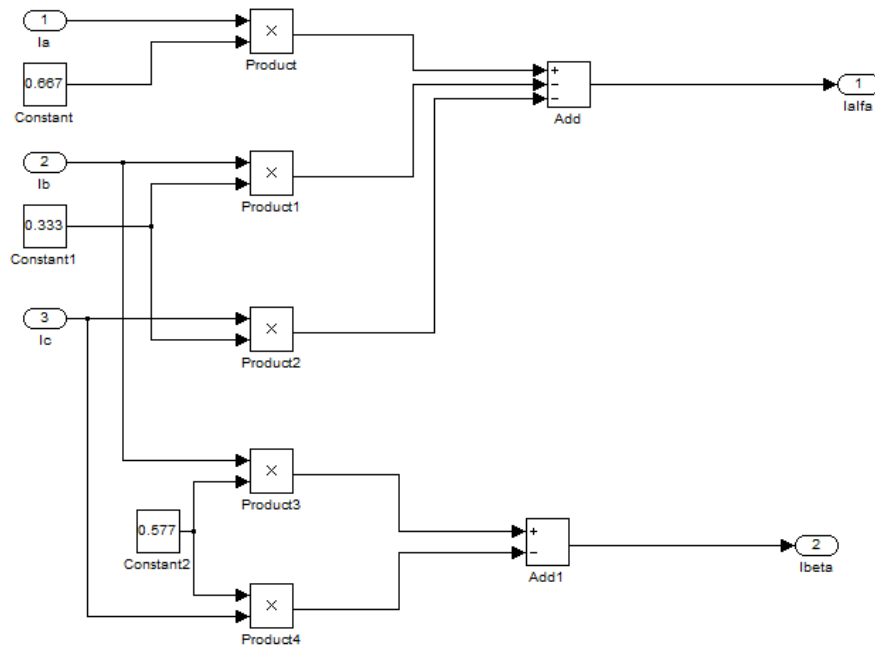 1
Ia
×
Product
0.667
Constant
+
−
−
Add
1
Ialfa
2
Ib
×
Product1
0.333
Constant1
3
Ic
×
Product2
×
Product3
0.577
Constant2
+
−
Add1
2
Ibeta
×
Product4